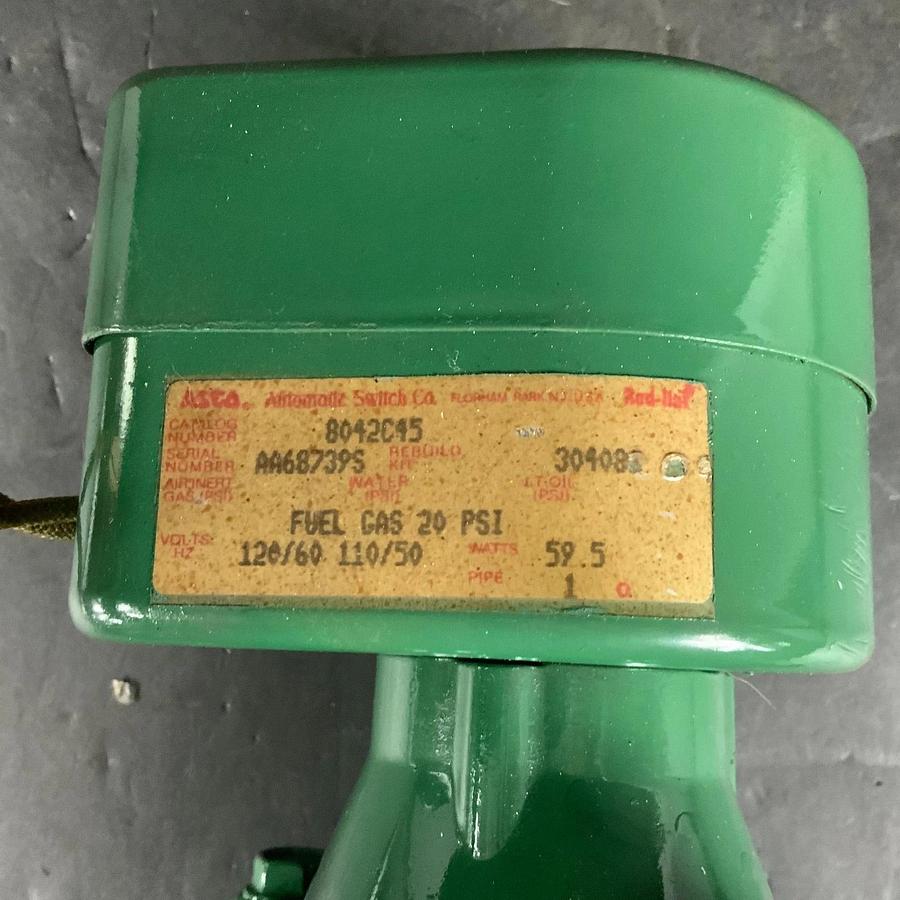 ASCO. Automatic Switch Co. FLORHAM PARK N.J. U.S.A. Red-Hat
CATALOG NUMBER 8042C45
SERIAL NUMBER AA68739S REBUILD KIT 304082
AIR/INERT GAS (PSI) WATER (PSI) LT. OIL (PSI)
FUEL GAS 20 PSI
VOLTS/HZ 120/60 110/50 WATTS 59.5
PIPE 1